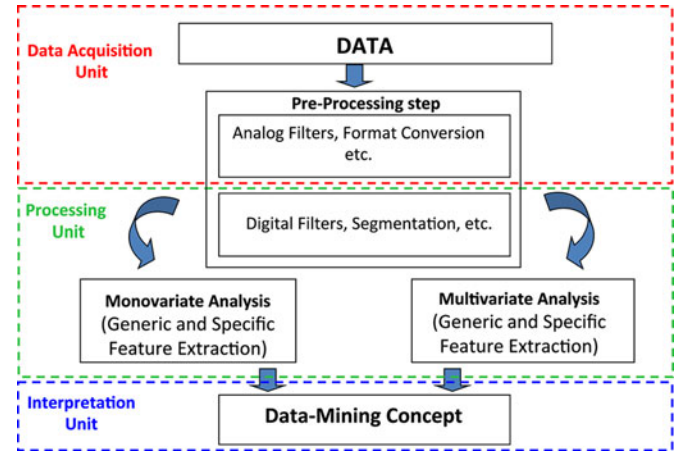 Data Acquisition
Unit
DATA
Pre-Processing step
Analog Filters, Format Conversion
etc.
Processing
Unit
Digital Filters, Segmentation, etc.
Monovariate Analysis
(Generic and Specific
Feature Extraction)
Multivariate Analysis
(Generic and Specific
Feature Extraction)
Interpretation
Unit
Data-Mining Concept